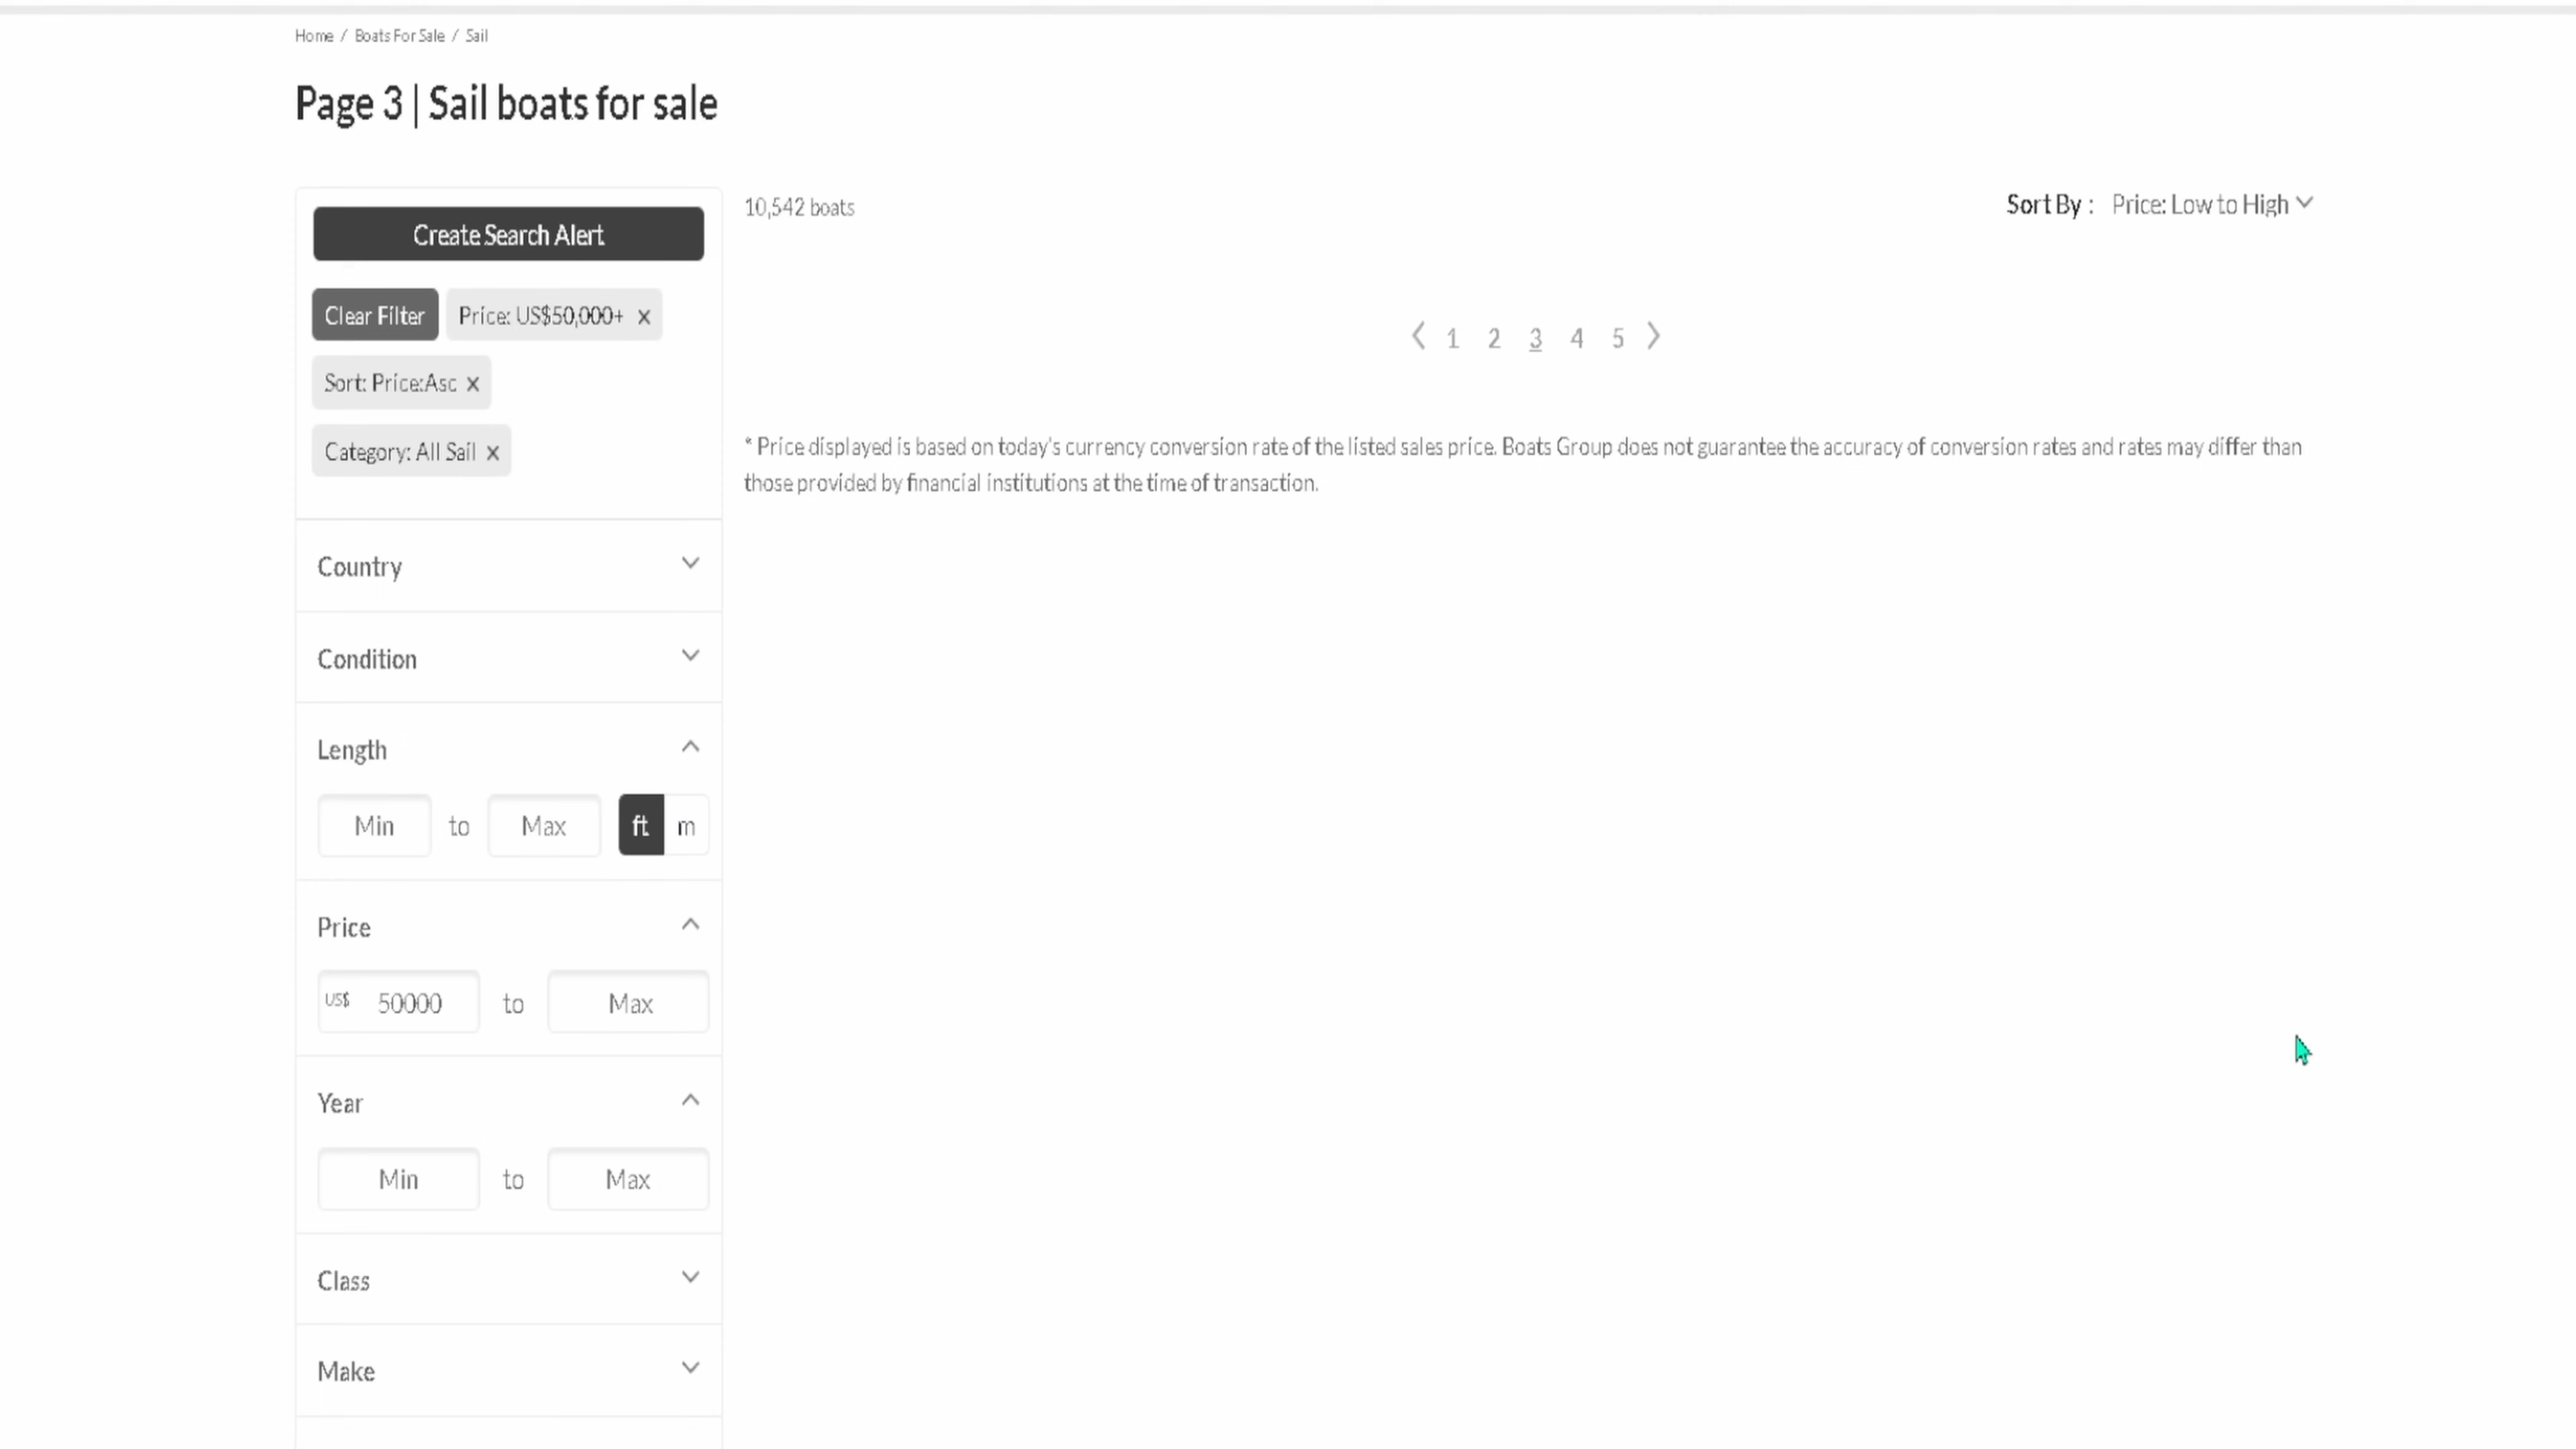 Home / Boats For Sale / Sail
Page 3 | Sail boats for sale
Create Search Alert
Clear Filter
Price: US$50,000+ x
Sort: Price:Asc x
Category: All Sail x
Country
Condition
Length
Min to Max ft m
Price
US$ 50000 to Max
Year
Min to Max
Class
Make
10,542 boats
Sort By : Price: Low to High
1 2 3 4 5
* Price displayed is based on today's currency conversion rate of the listed sales price. Boats Group does not guarantee the accuracy of conversion rates and rates may differ than
those provided by financial institutions at the time of transaction.